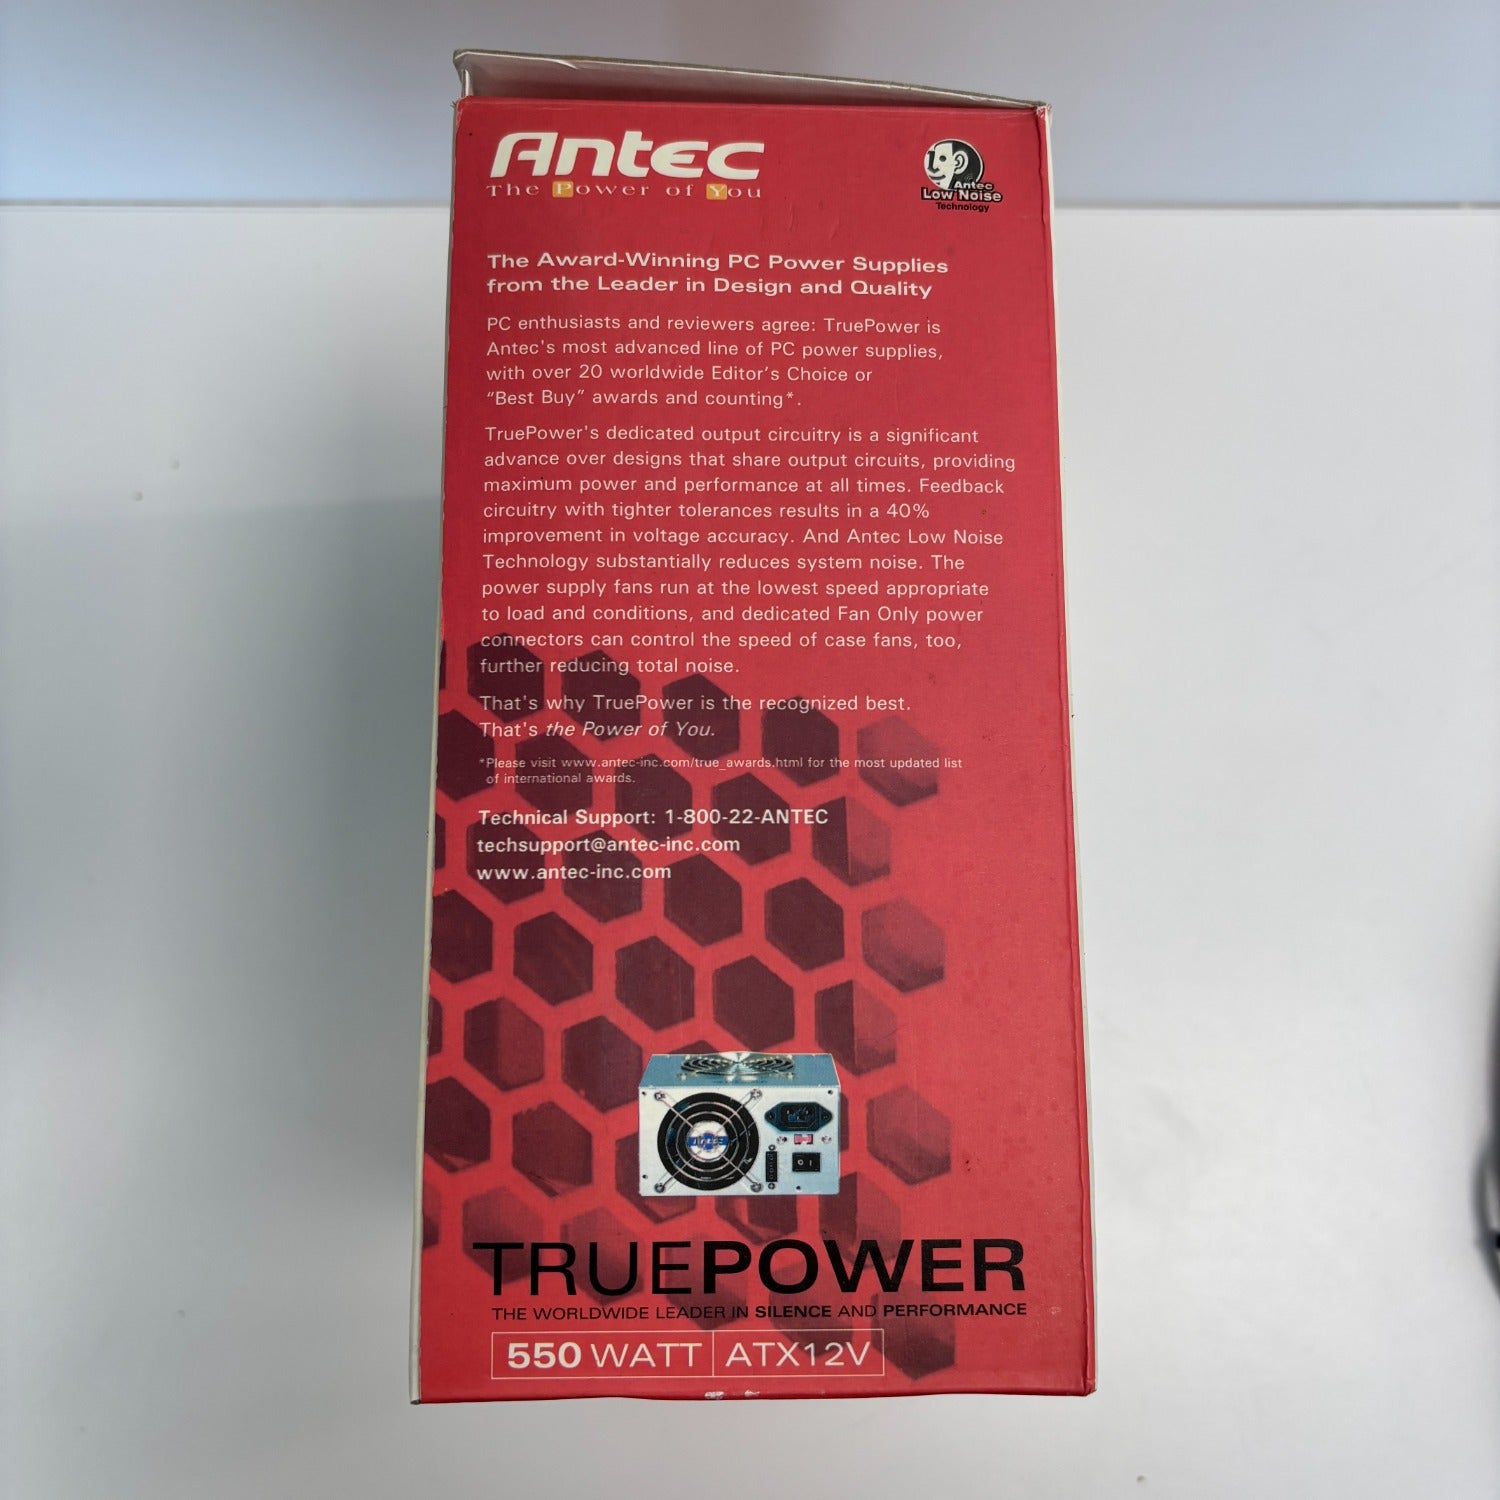 Antec
The Power of You
Antec
Low Noise
Technology
The Award-Winning PC Power Supplies
from the Leader in Design and Quality
PC enthusiasts and reviewers agree: TruePower is
Antec's most advanced line of PC power supplies,
with over 20 worldwide Editor's Choice or
“Best Buy” awards and counting*.
TruePower's dedicated output circuitry is a significant
advance over designs that share output circuits, providing
maximum power and performance at all times. Feedback
circuitry with tighter tolerances results in a 40%
improvement in voltage accuracy. And Antec Low Noise
Technology substantially reduces system noise. The
power supply fans run at the lowest speed appropriate
to load and conditions, and dedicated Fan Only power
connectors can control the speed of case fans, too,
further reducing total noise.
That's why TruePower is the recognized best.
That's the Power of You.
*Please visit www.antec-inc.com/true_awards.html for the most updated list
of international awards.
Technical Support: 1-800-22-ANTEC
techsupport@antec-inc.com
www.antec-inc.com
TRUEPOWER
THE WORLDWIDE LEADER IN SILENCE AND PERFORMANCE
550 WATT ATX12V